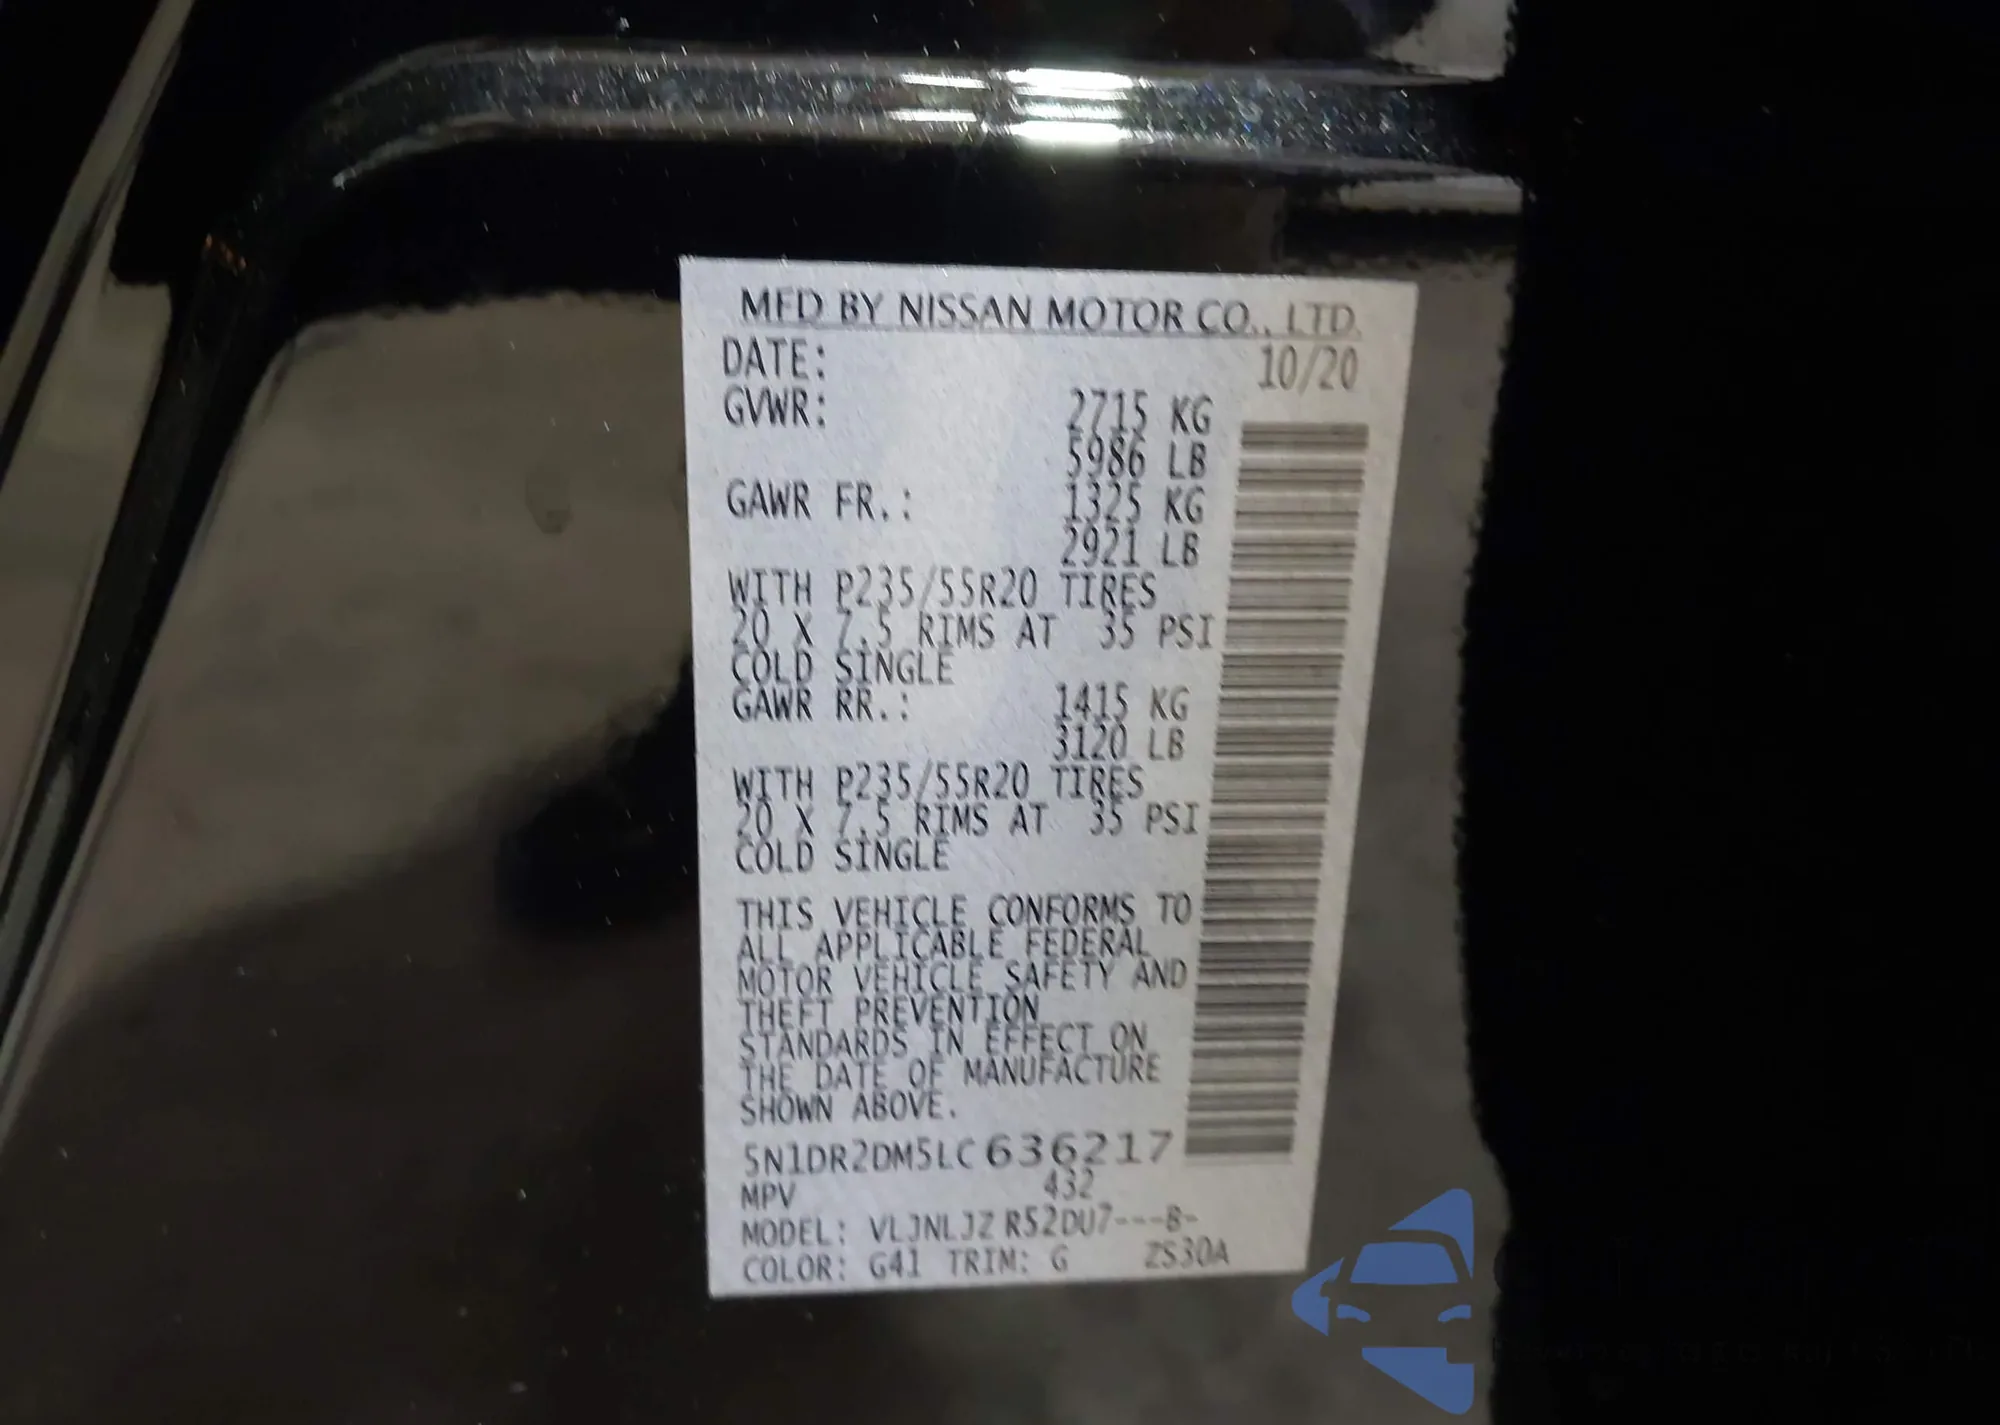 MFD BY NISSAN MOTOR CO., LTD.
DATE: 10/20
GVWR: 2715 KG
5986 LB
GAWR FR.: 1325 KG
2921 LB
WITH P235/55R20 TIRES
20 X 7.5 RIMS AT 35 PSI
COLD SINGLE
GAWR RR.: 1415 KG
3120 LB
WITH P235/55R20 TIRES
20 X 7.5 RIMS AT 35 PSI
COLD SINGLE
THIS VEHICLE CONFORMS TO
ALL APPLICABLE FEDERAL
MOTOR VEHICLE SAFETY AND
THEFT PREVENTION
STANDARDS IN EFFECT ON
THE DATE OF MANUFACTURE
SHOWN ABOVE.
5N1DR2DM5LC636217
MPV 432
MODEL: VLJNLJZ R52DU7---8-
COLOR: G41 TRIM: G ZS30A